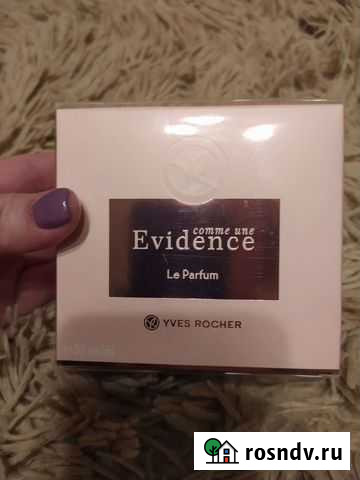 comme une
Evidence
Le Parfum
YVES ROCHER
rosndv.ru